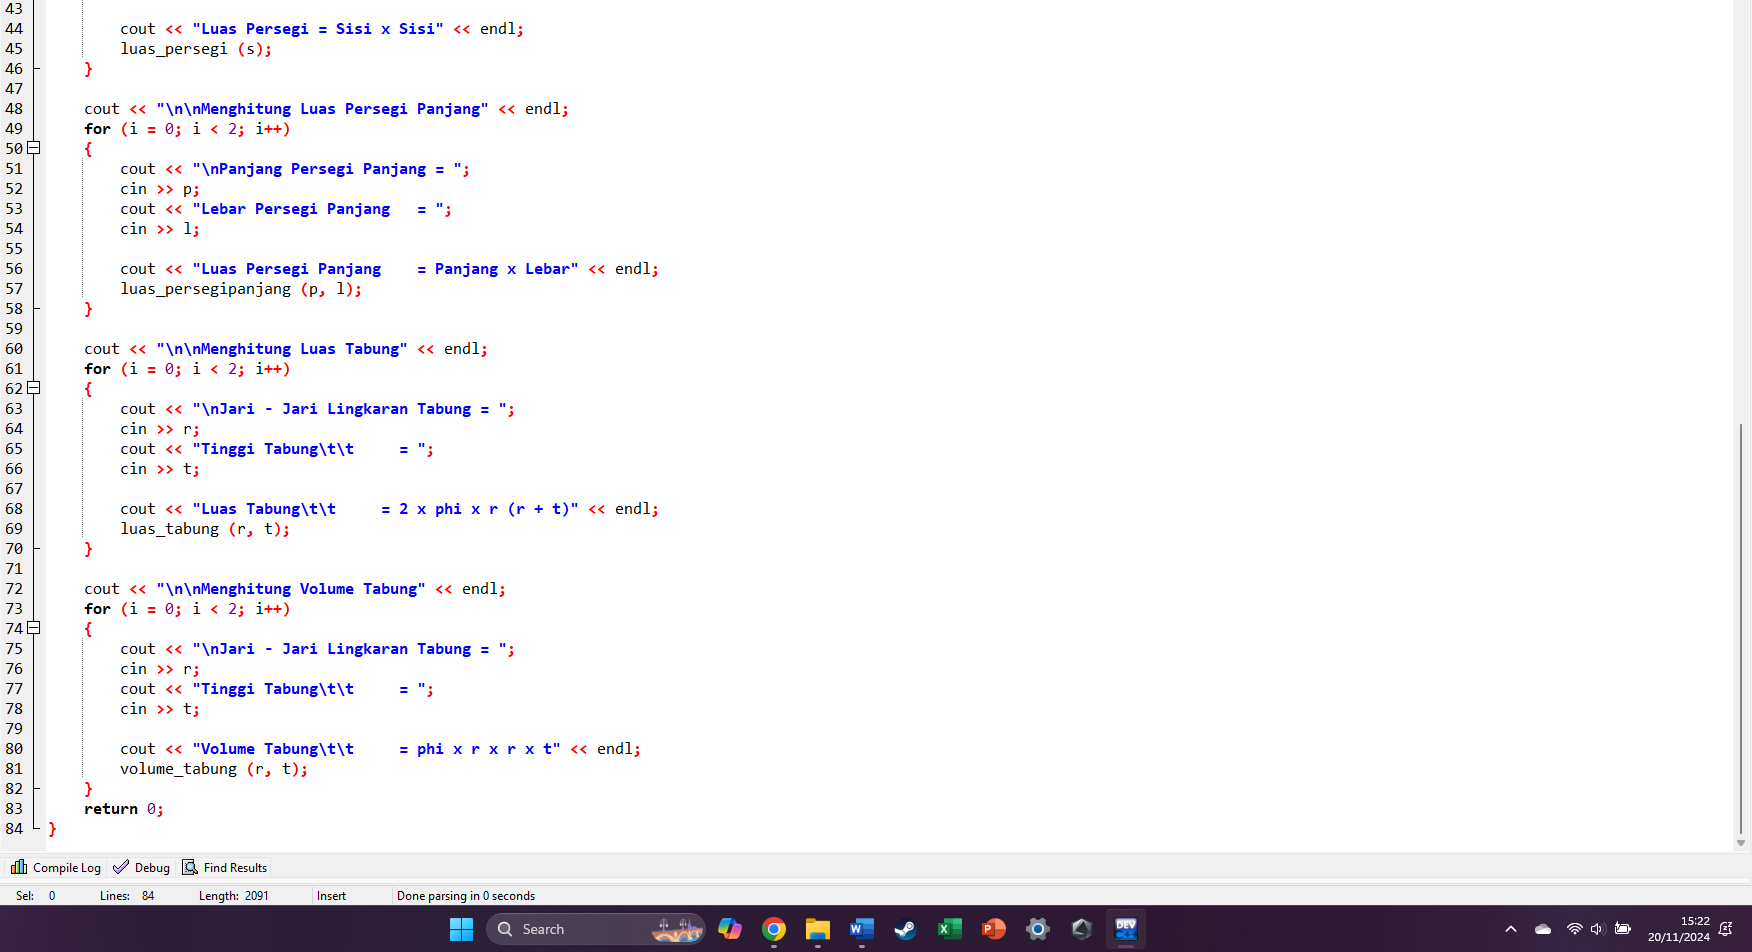 43
44 cout << "Luas Persegi = Sisi x Sisi" << endl;
45 luas_persegi (s);
46 }
47
48 cout << "\n\nMenghitung Luas Persegi Panjang" << endl;
49 for (i = 0; i < 2; i++)
50 {
51 cout << "\nPanjang Persegi Panjang = ";
52 cin >> p;
53 cout << "Lebar Persegi Panjang   = ";
54 cin >> l;
55
56 cout << "Luas Persegi Panjang    = Panjang x Lebar" << endl;
57 luas_persegipanjang (p, l);
58 }
59
60 cout << "\n\nMenghitung Luas Tabung" << endl;
61 for (i = 0; i < 2; i++)
62 {
63 cout << "\nJari - Jari Lingkaran Tabung = ";
64 cin >> r;
65 cout << "Tinggi Tabung\t\t     = ";
66 cin >> t;
67
68 cout << "Luas Tabung\t\t     = 2 x phi x r (r + t)" << endl;
69 luas_tabung (r, t);
70 }
71
72 cout << "\n\nMenghitung Volume Tabung" << endl;
73 for (i = 0; i < 2; i++)
74 {
75 cout << "\nJari - Jari Lingkaran Tabung = ";
76 cin >> r;
77 cout << "Tinggi Tabung\t\t     = ";
78 cin >> t;
79
80 cout << "Volume Tabung\t\t     = phi x r x r x t" << endl;
81 volume_tabung (r, t);
82 }
83 return 0;
84 }
Compile Log Debug Find Results
Sel: 0 Lines: 84 Length: 2091 Insert Done parsing in 0 seconds
Search W X P DEV C++ 15:22
20/11/2024